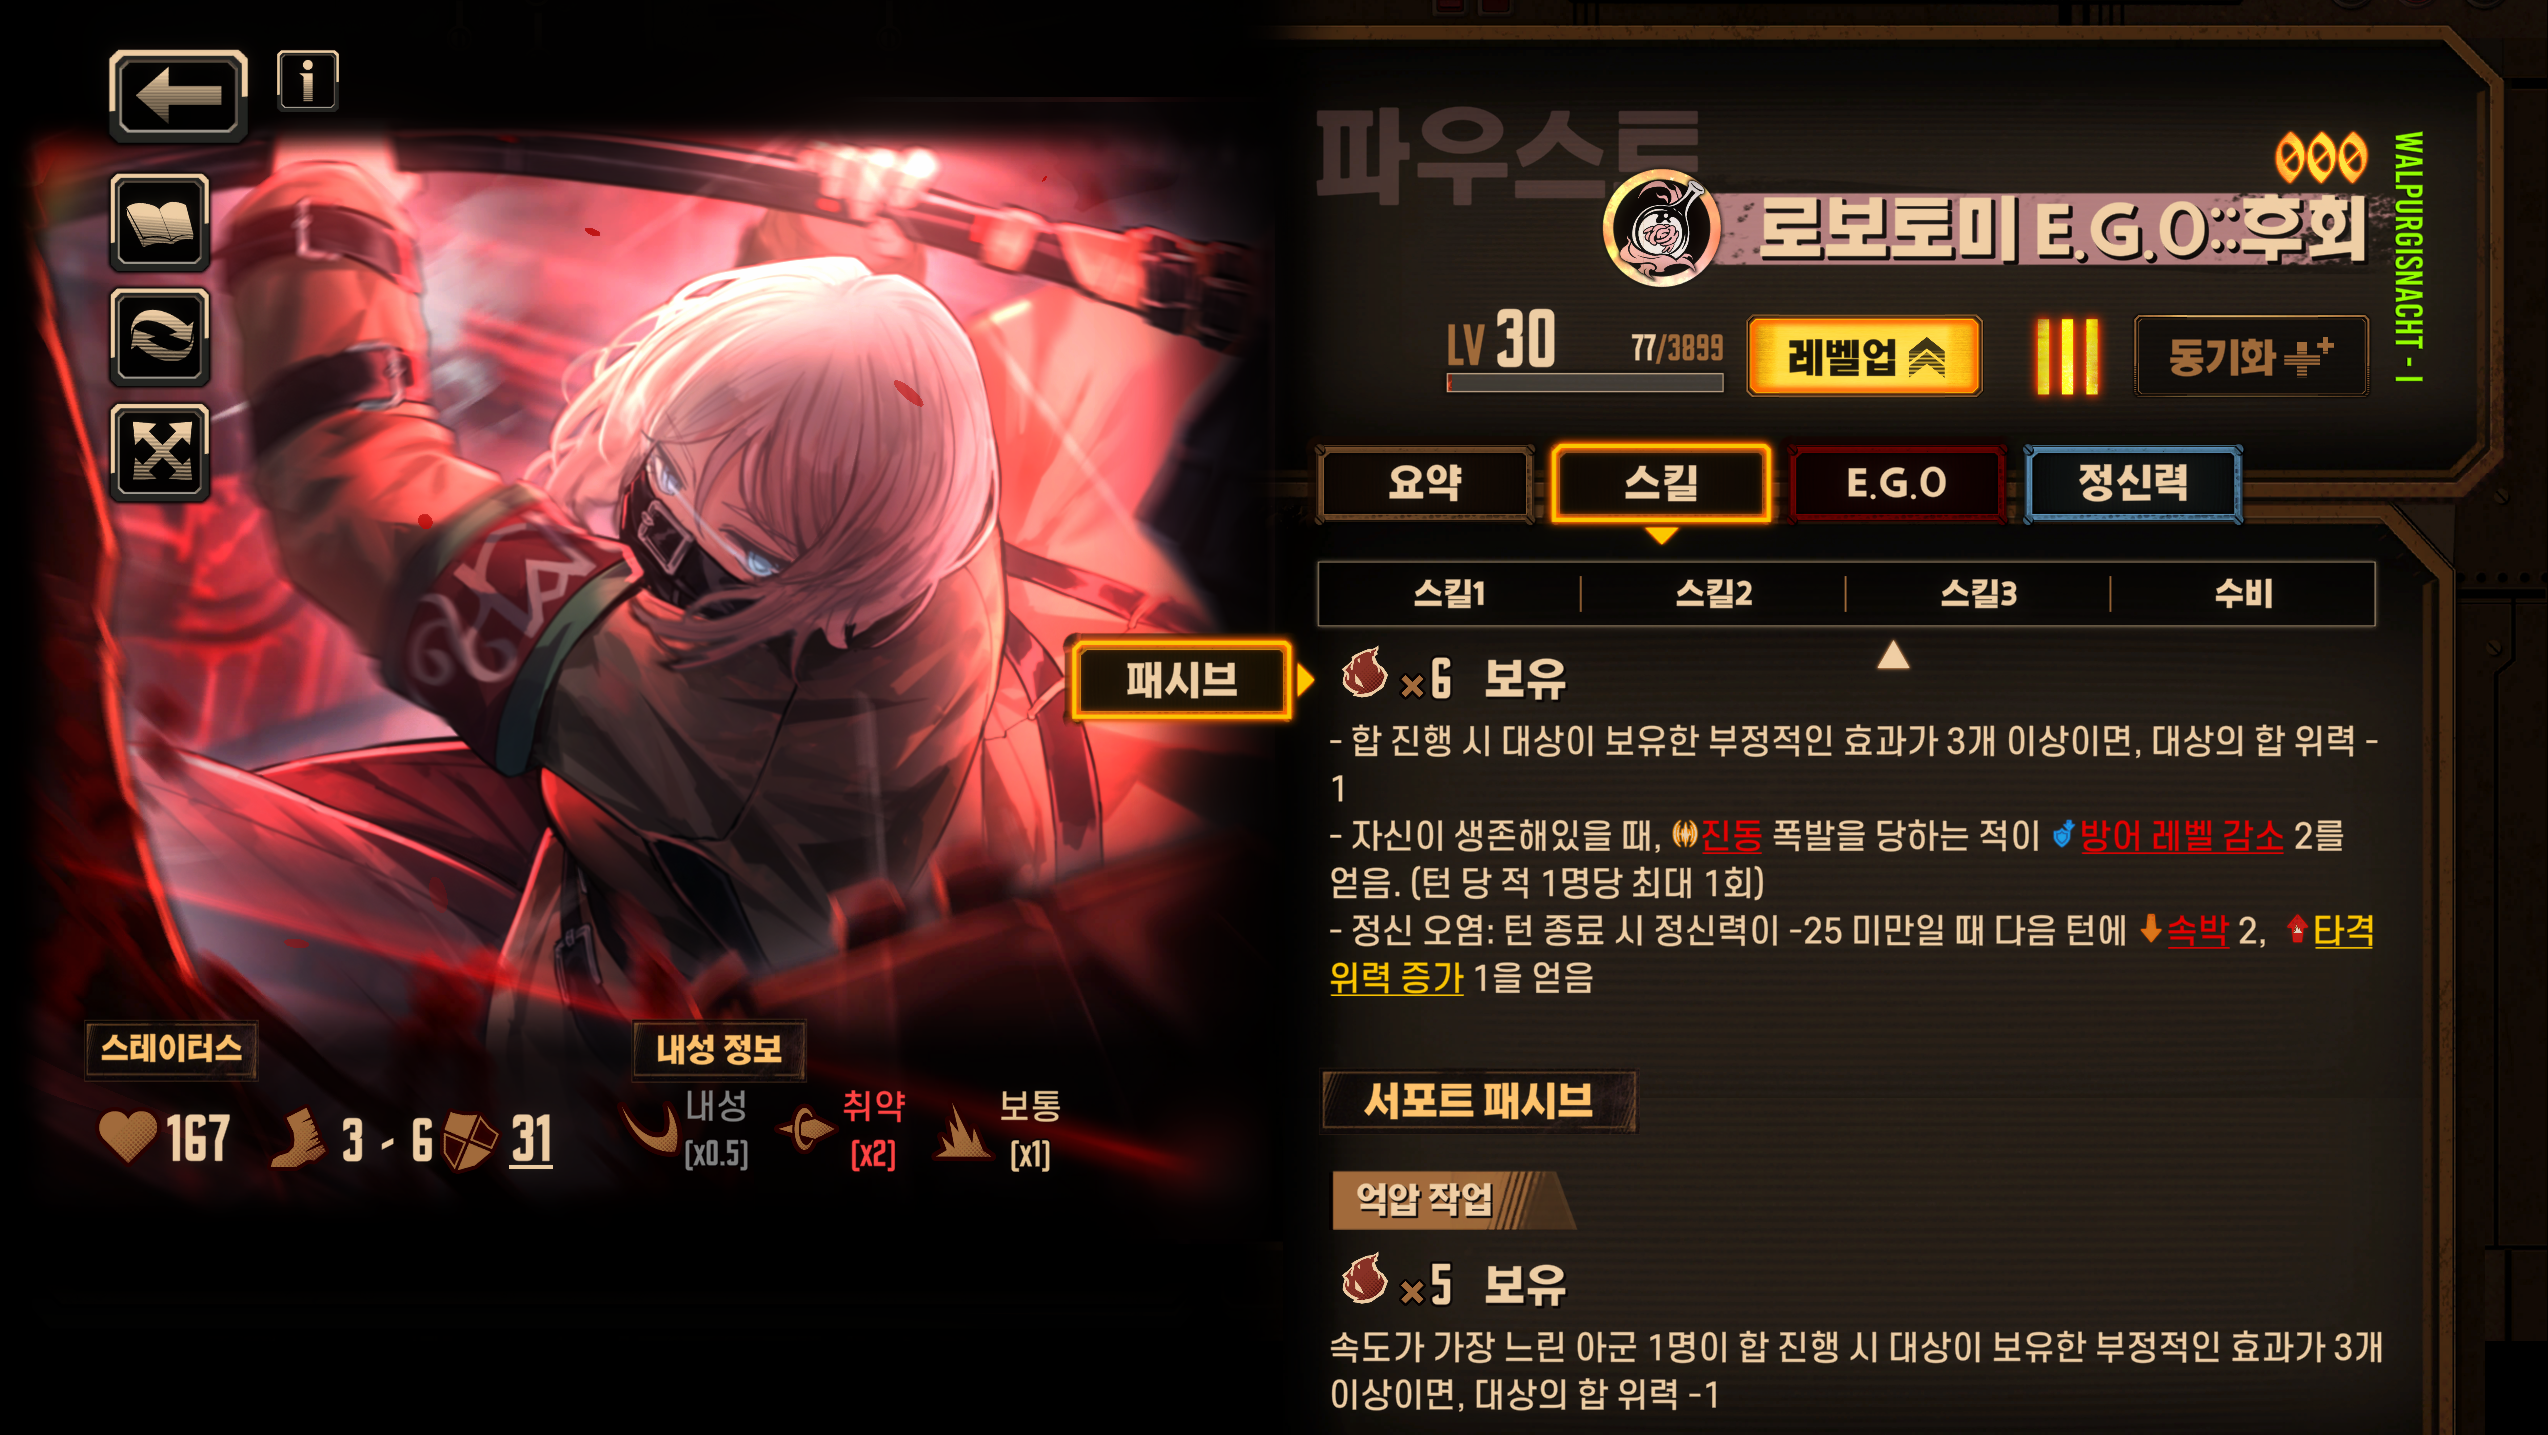 i
파우스트
000
로보토미 E.G.O::후회
WALPURGISNACHT - I
LV 30 77/3899 레벨업 동기화
요약 스킬 E.G.O 정신력
스킬1 스킬2 스킬3 수비
패시브
×6 보유
- 합 진행 시 대상이 보유한 부정적인 효과가 3개 이상이면, 대상의 합 위력 -
1
- 자신이 생존해있을 때, 진동 폭발을 당하는 적이 방어 레벨 감소 2를
얻음. (턴 당 적 1명당 최대 1회)
- 정신 오염: 턴 종료 시 정신력이 -25 미만일 때 다음 턴에 속박 2, 타격
위력 증가 1을 얻음
서포트 패시브
억압 작업
×5 보유
속도가 가장 느린 아군 1명이 합 진행 시 대상이 보유한 부정적인 효과가 3개
이상이면, 대상의 합 위력 -1
스테이터스
167 3 - 6 31
내성 정보
내성 취약 보통
[x0.5] [x2] [x1]